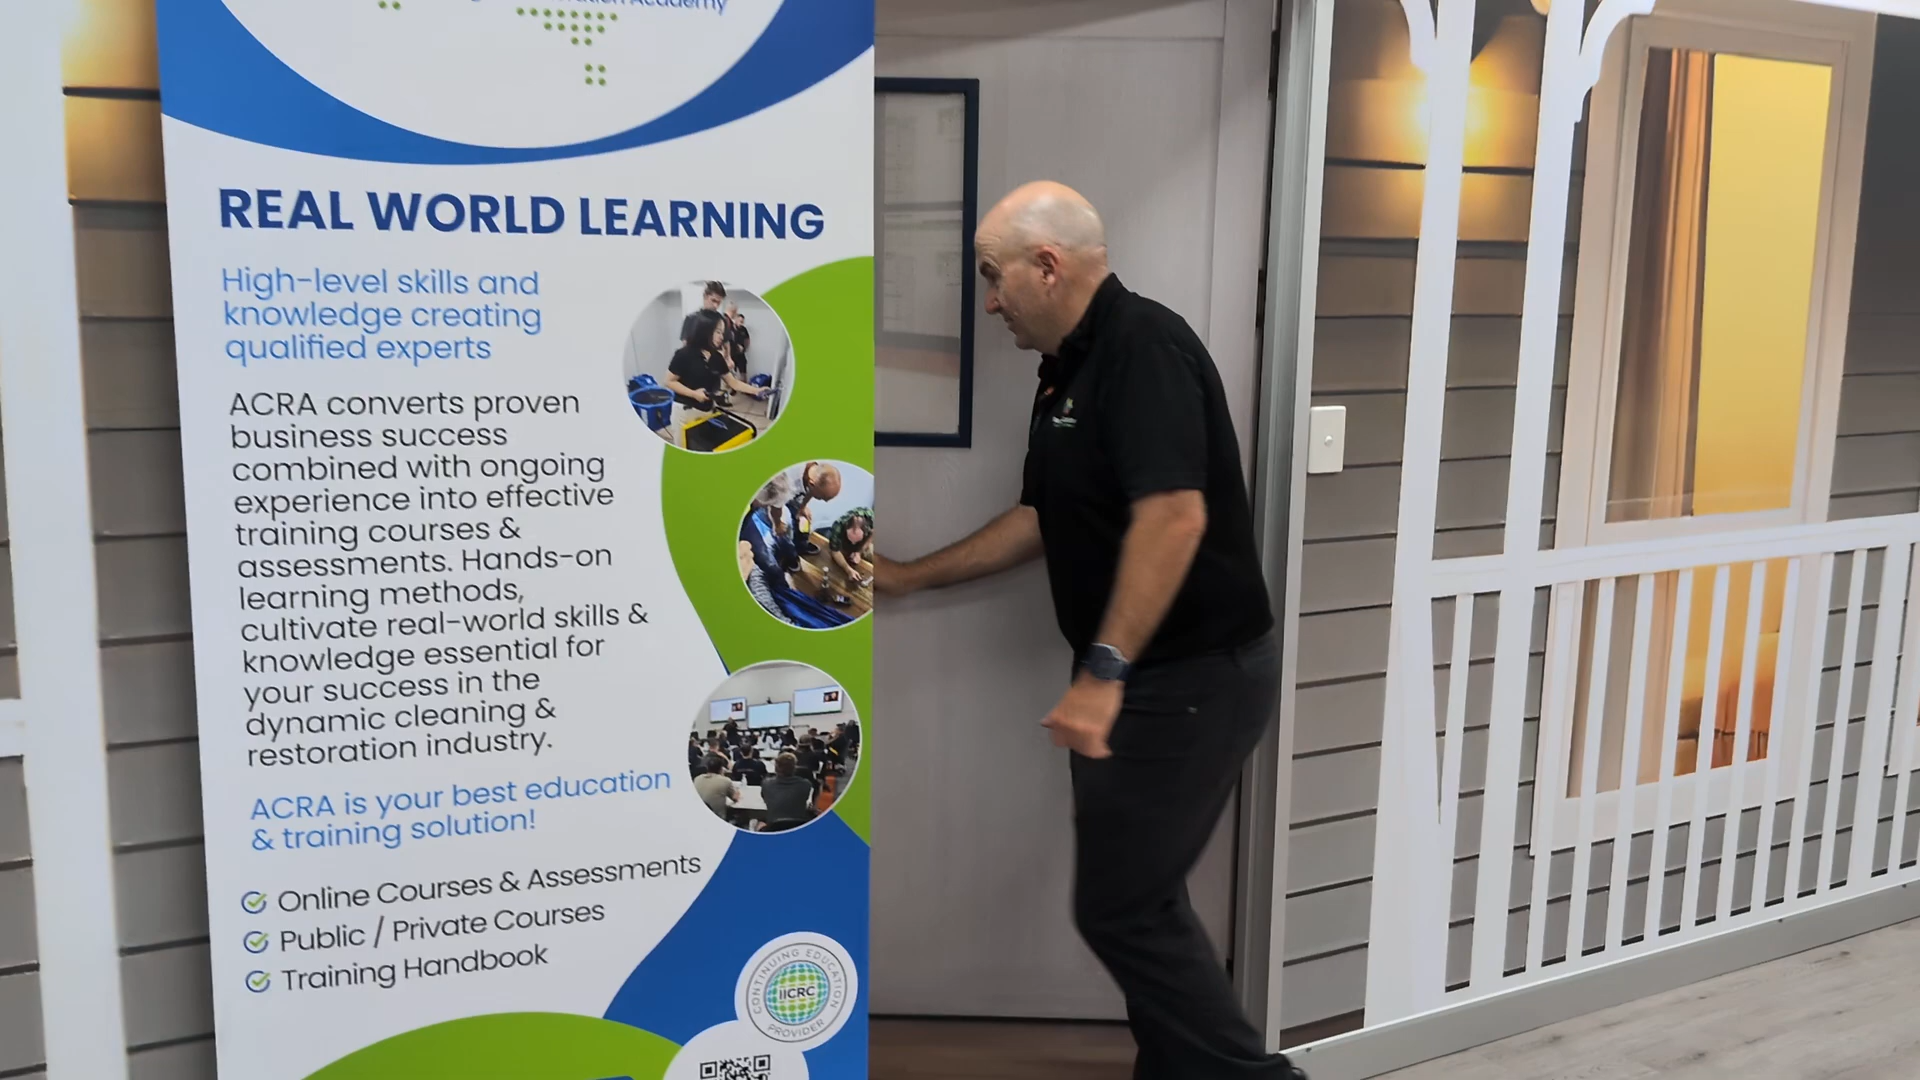 Academy
REAL WORLD LEARNING
High-level skills and
knowledge creating
qualified experts
ACRA converts proven
business success
combined with ongoing
experience into effective
training courses &
assessments. Hands-on
learning methods,
cultivate real-world skills &
knowledge essential for
your success in the
dynamic cleaning &
restoration industry.
ACRA is your best education
& training solution!
Online Courses & Assessments
Public / Private Courses
Training Handbook
CONTINUING EDUCATION
IICRC
PROVIDER